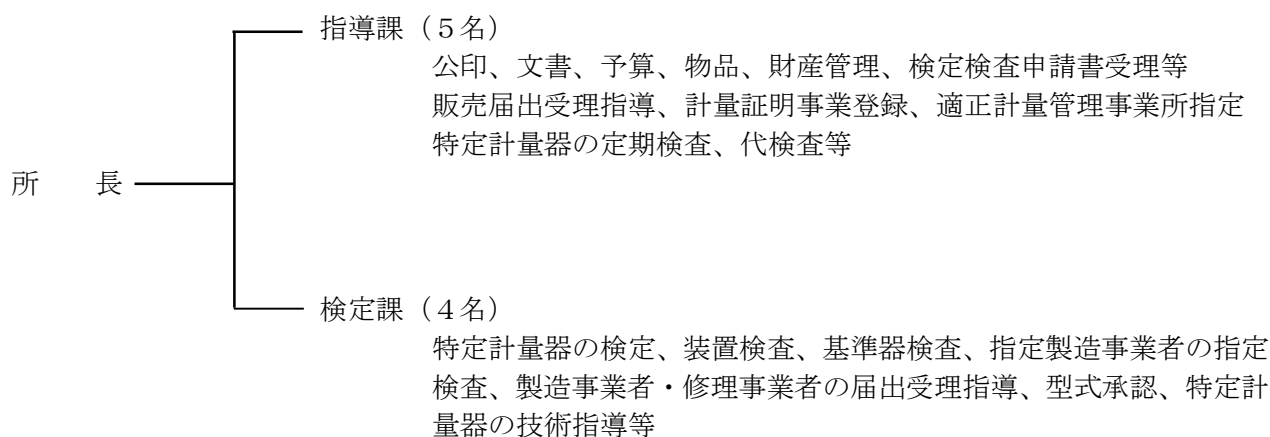 指導課（５名）
公印、文書、予算、物品、財産管理、検定検査申請書受理等
販売届出受理指導、計量証明事業登録、適正計量管理事業所指定
特定計量器の定期検査、代検査等
所　　長
検定課（４名）
特定計量器の検定、装置検査、基準器検査、指定製造事業者の指定
検査、製造事業者・修理事業者の届出受理指導、型式承認、特定計
量器の技術指導等